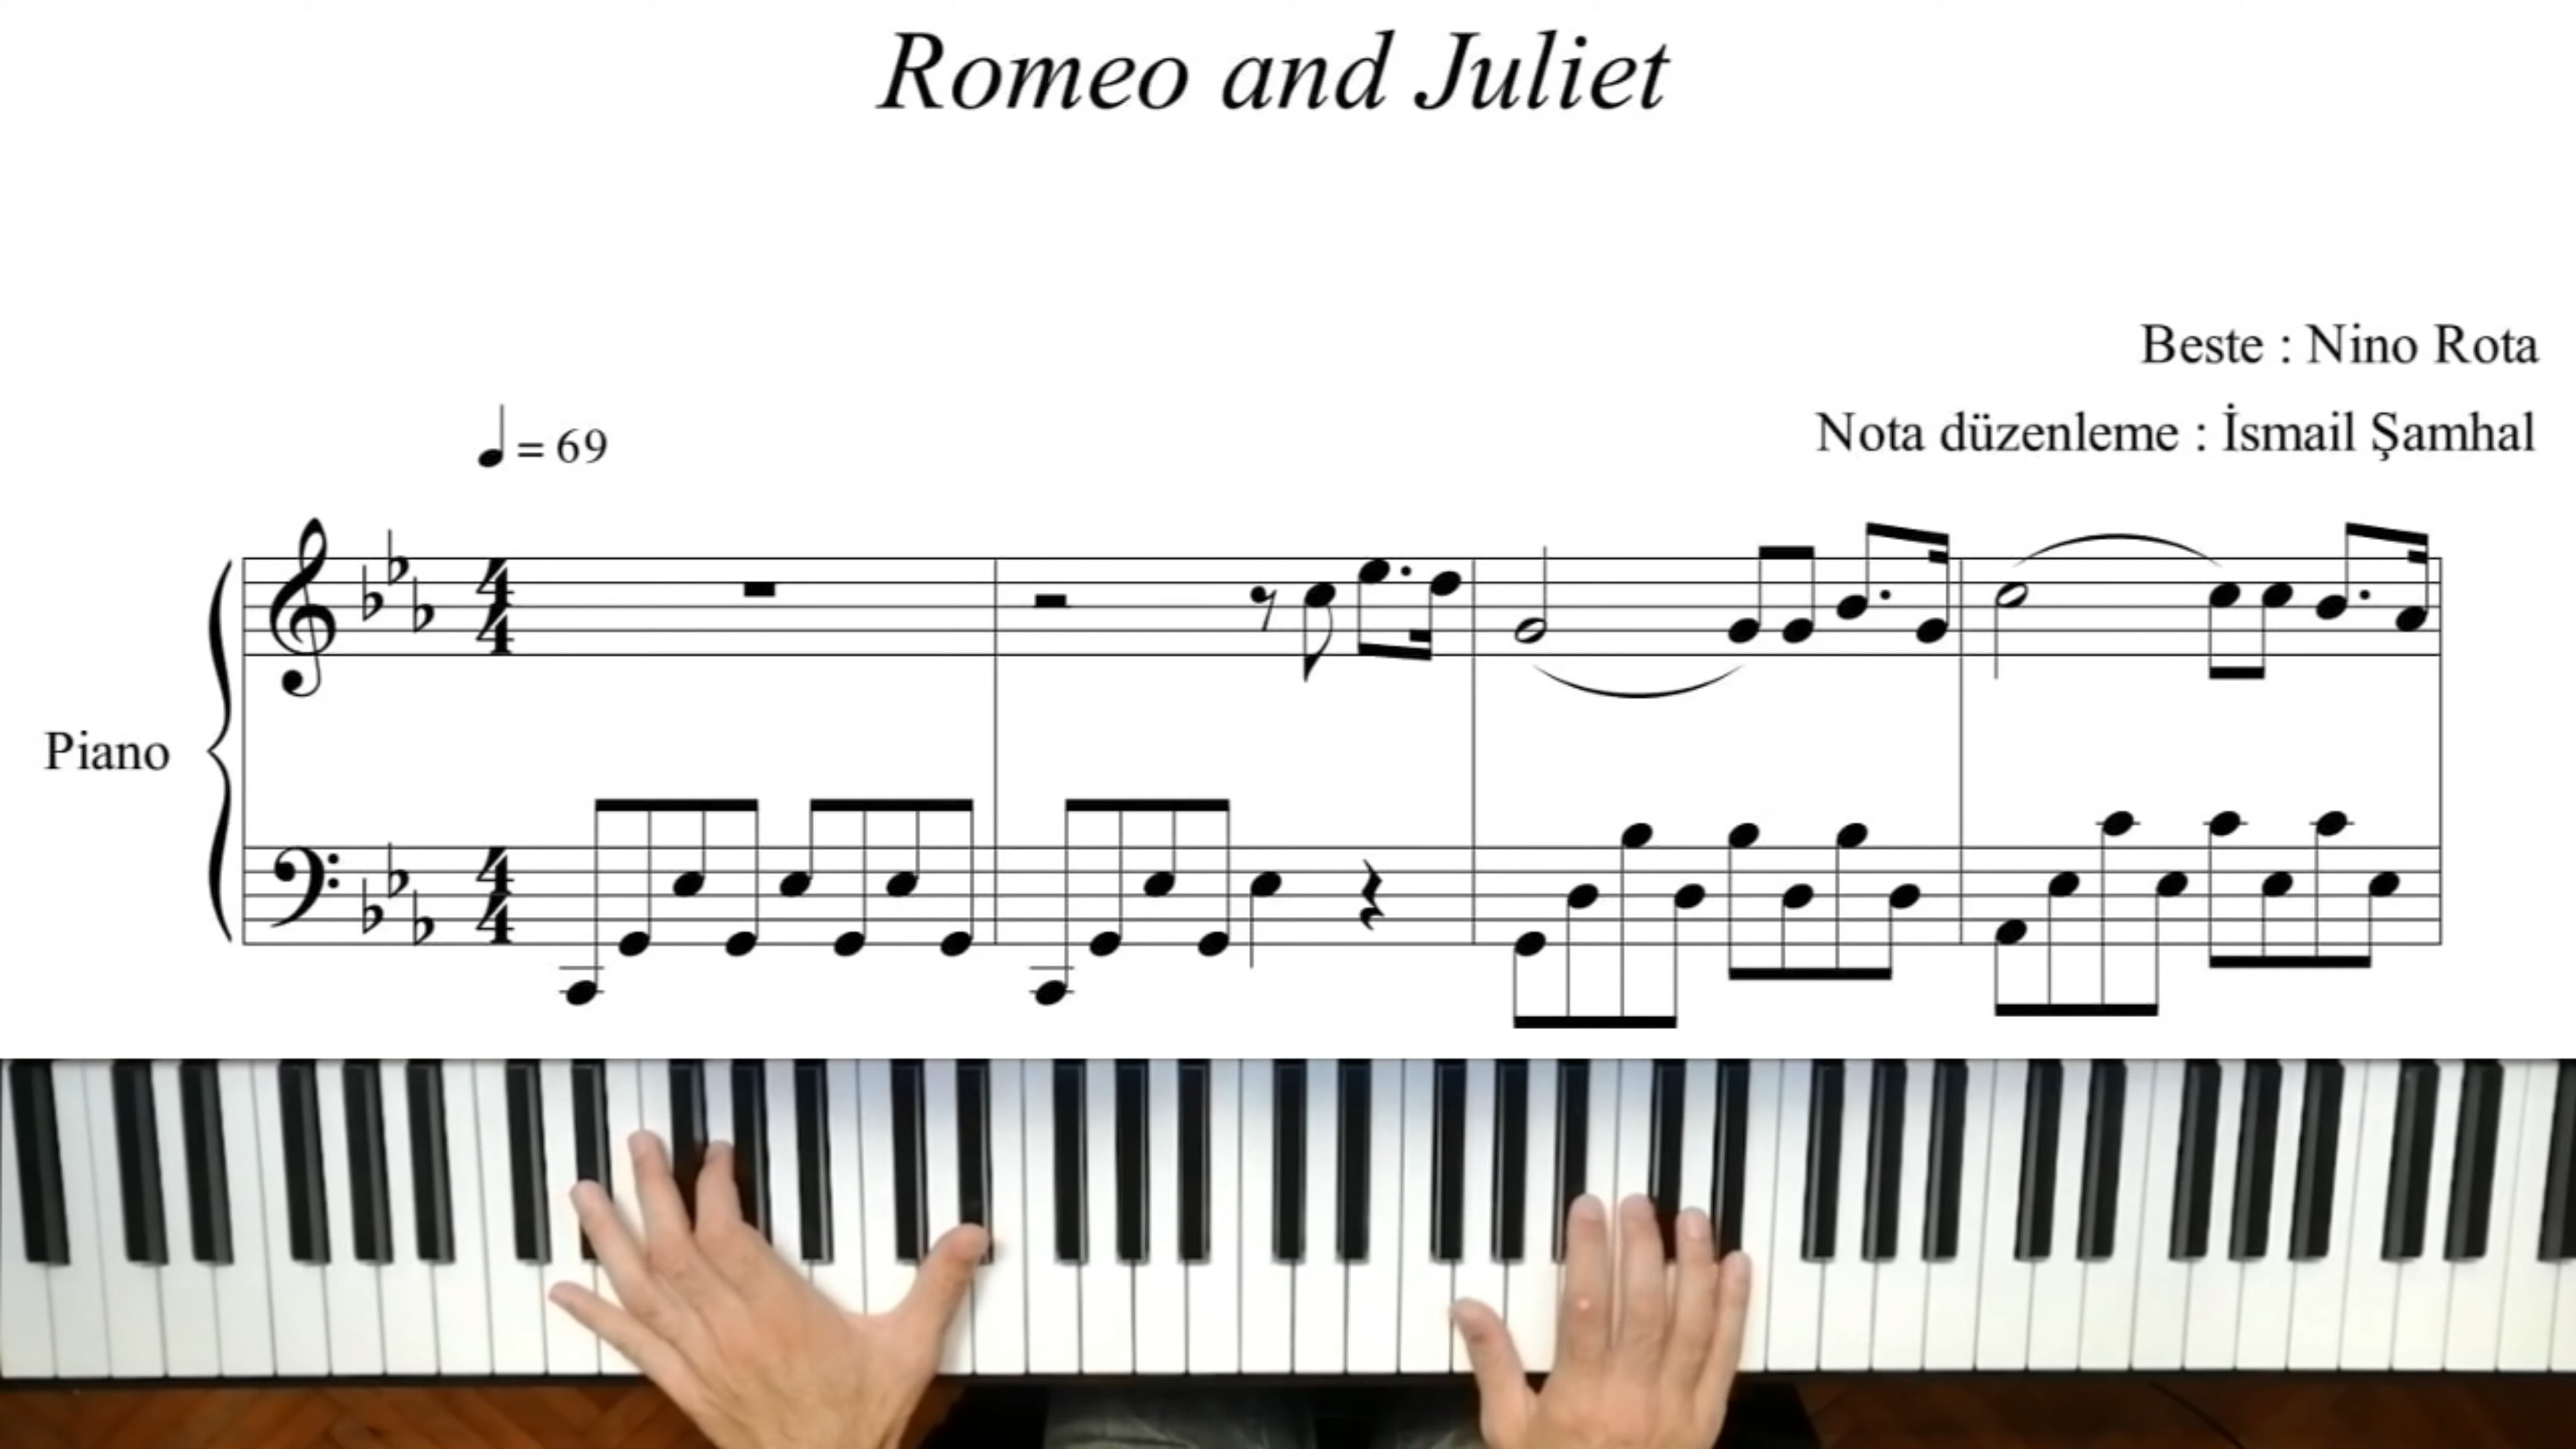 Romeo and Juliet
Beste : Nino Rota
Nota düzenleme : İsmail Şamhal
= 69
Piano